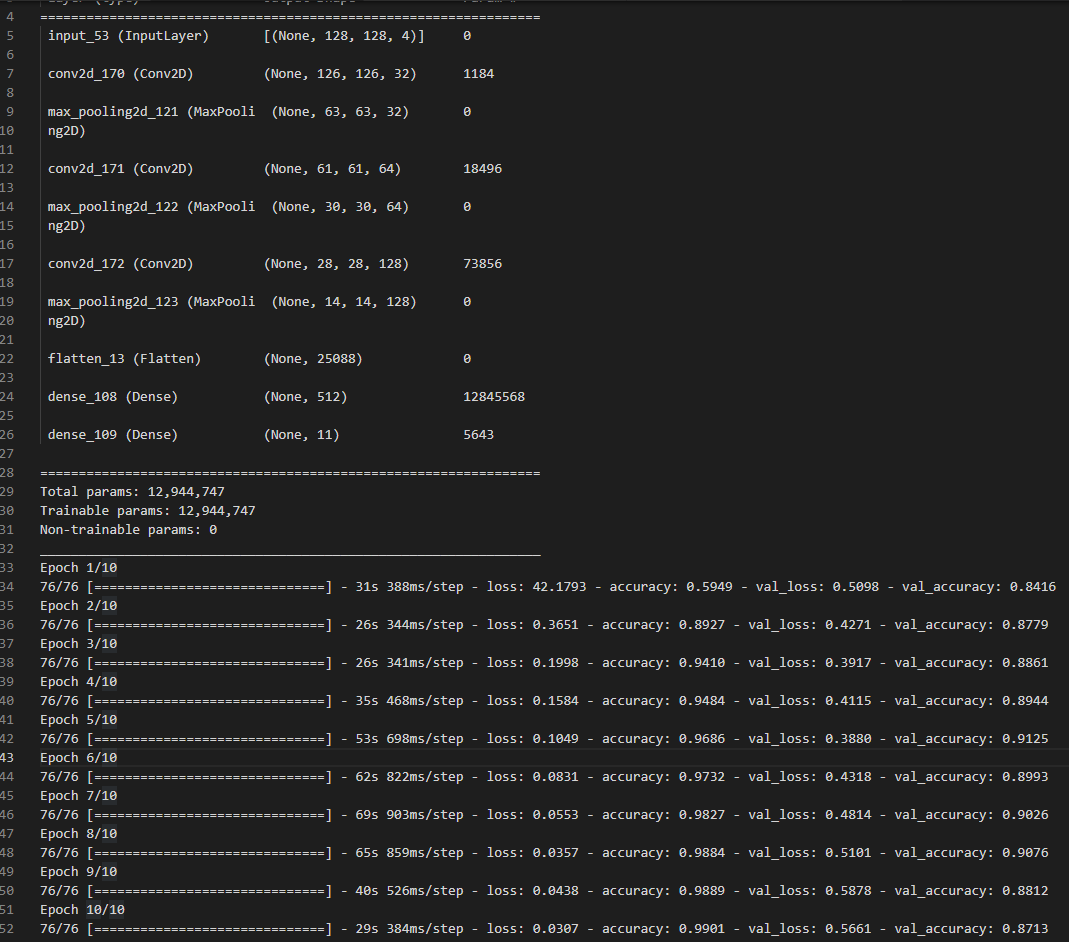 4 =================================================================
5 input_53 (InputLayer) [(None, 128, 128, 4)] 0
6
7 conv2d_170 (Conv2D) (None, 126, 126, 32) 1184
8
9 max_pooling2d_121 (MaxPooli (None, 63, 63, 32) 0
10 ng2D)
11
12 conv2d_171 (Conv2D) (None, 61, 61, 64) 18496
13
14 max_pooling2d_122 (MaxPooli (None, 30, 30, 64) 0
15 ng2D)
16
17 conv2d_172 (Conv2D) (None, 28, 28, 128) 73856
18
19 max_pooling2d_123 (MaxPooli (None, 14, 14, 128) 0
20 ng2D)
21
22 flatten_13 (Flatten) (None, 25088) 0
23
24 dense_108 (Dense) (None, 512) 12845568
25
26 dense_109 (Dense) (None, 11) 5643
27
28 =================================================================
29 Total params: 12,944,747
30 Trainable params: 12,944,747
31 Non-trainable params: 0
32 _________________________________________________________________
33 Epoch 1/10
34 76/76 [==============================] - 31s 388ms/step - loss: 42.1793 - accuracy: 0.5949 - val_loss: 0.5098 - val_accuracy: 0.8416
35 Epoch 2/10
36 76/76 [==============================] - 26s 344ms/step - loss: 0.3651 - accuracy: 0.8927 - val_loss: 0.4271 - val_accuracy: 0.8779
37 Epoch 3/10
38 76/76 [==============================] - 26s 341ms/step - loss: 0.1998 - accuracy: 0.9410 - val_loss: 0.3917 - val_accuracy: 0.8861
39 Epoch 4/10
40 76/76 [==============================] - 35s 468ms/step - loss: 0.1584 - accuracy: 0.9484 - val_loss: 0.4115 - val_accuracy: 0.8944
41 Epoch 5/10
42 76/76 [==============================] - 53s 698ms/step - loss: 0.1049 - accuracy: 0.9686 - val_loss: 0.3880 - val_accuracy: 0.9125
43 Epoch 6/10
44 76/76 [==============================] - 62s 822ms/step - loss: 0.0831 - accuracy: 0.9732 - val_loss: 0.4318 - val_accuracy: 0.8993
45 Epoch 7/10
46 76/76 [==============================] - 69s 903ms/step - loss: 0.0553 - accuracy: 0.9827 - val_loss: 0.4814 - val_accuracy: 0.9026
47 Epoch 8/10
48 76/76 [==============================] - 65s 859ms/step - loss: 0.0357 - accuracy: 0.9884 - val_loss: 0.5101 - val_accuracy: 0.9076
49 Epoch 9/10
50 76/76 [==============================] - 40s 526ms/step - loss: 0.0438 - accuracy: 0.9889 - val_loss: 0.5878 - val_accuracy: 0.8812
51 Epoch 10/10
52 76/76 [==============================] - 29s 384ms/step - loss: 0.0307 - accuracy: 0.9901 - val_loss: 0.5661 - val_accuracy: 0.8713